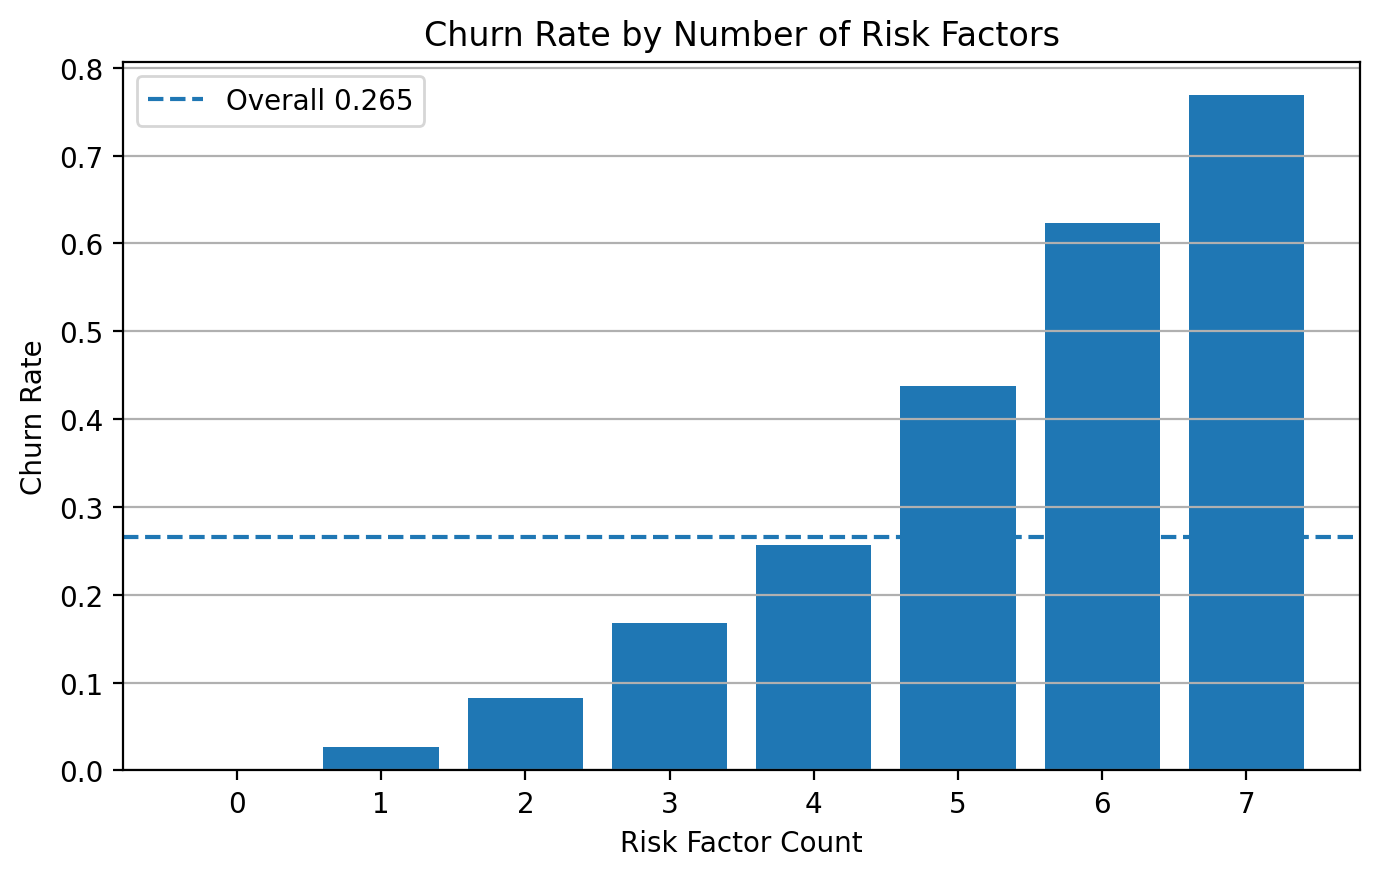 Churn Rate by Number of Risk Factors
Overall 0.265
0.8
0.7
0.6
0.5
0.4
0.3
0.2
0.1
0.0
Churn Rate
0 1 2 3 4 5 6 7
Risk Factor Count